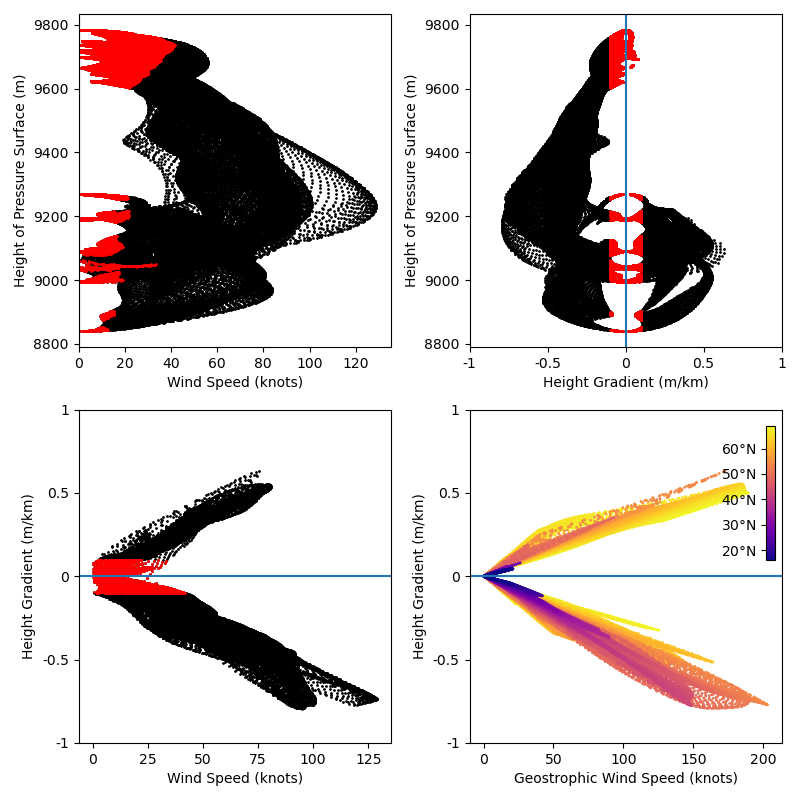 Height of Pressure Surface (m)
9800
9600
9400
9200
9000
8800
0 20 40 60 80 100 120
Wind Speed (knots)
Height of Pressure Surface (m)
9800
9600
9400
9200
9000
8800
-1 -0.5 0 0.5 1
Height Gradient (m/km)
Height Gradient (m/km)
1
0.5
0
-0.5
-1
0 25 50 75 100 125
Wind Speed (knots)
Height Gradient (m/km)
1
0.5
0
-0.5
-1
0 50 100 150 200
Geostrophic Wind Speed (knots)
60°N
50°N
40°N
30°N
20°N